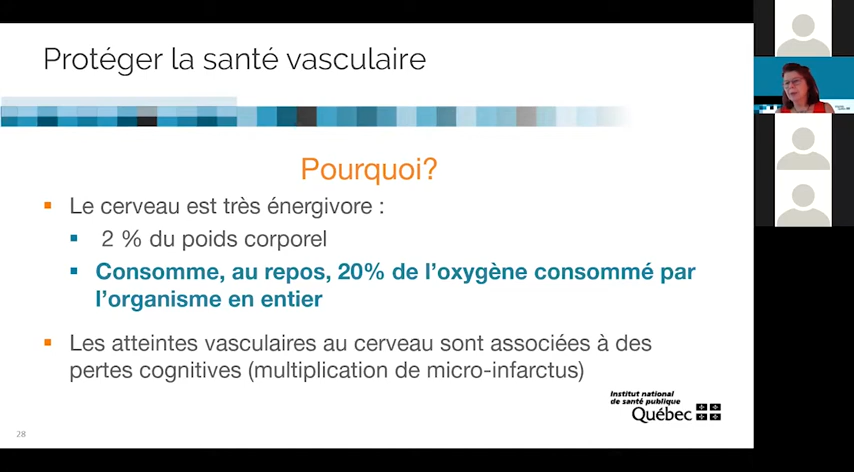 Protéger la santé vasculaire
Pourquoi?
Le cerveau est très énergivore :
2 % du poids corporel
Consomme, au repos, 20% de l'oxygène consommé par
l'organisme en entier
Les atteintes vasculaires au cerveau sont associées à des
pertes cognitives (multiplication de micro-infarctus)
Institut national
de santé publique
Québec
28